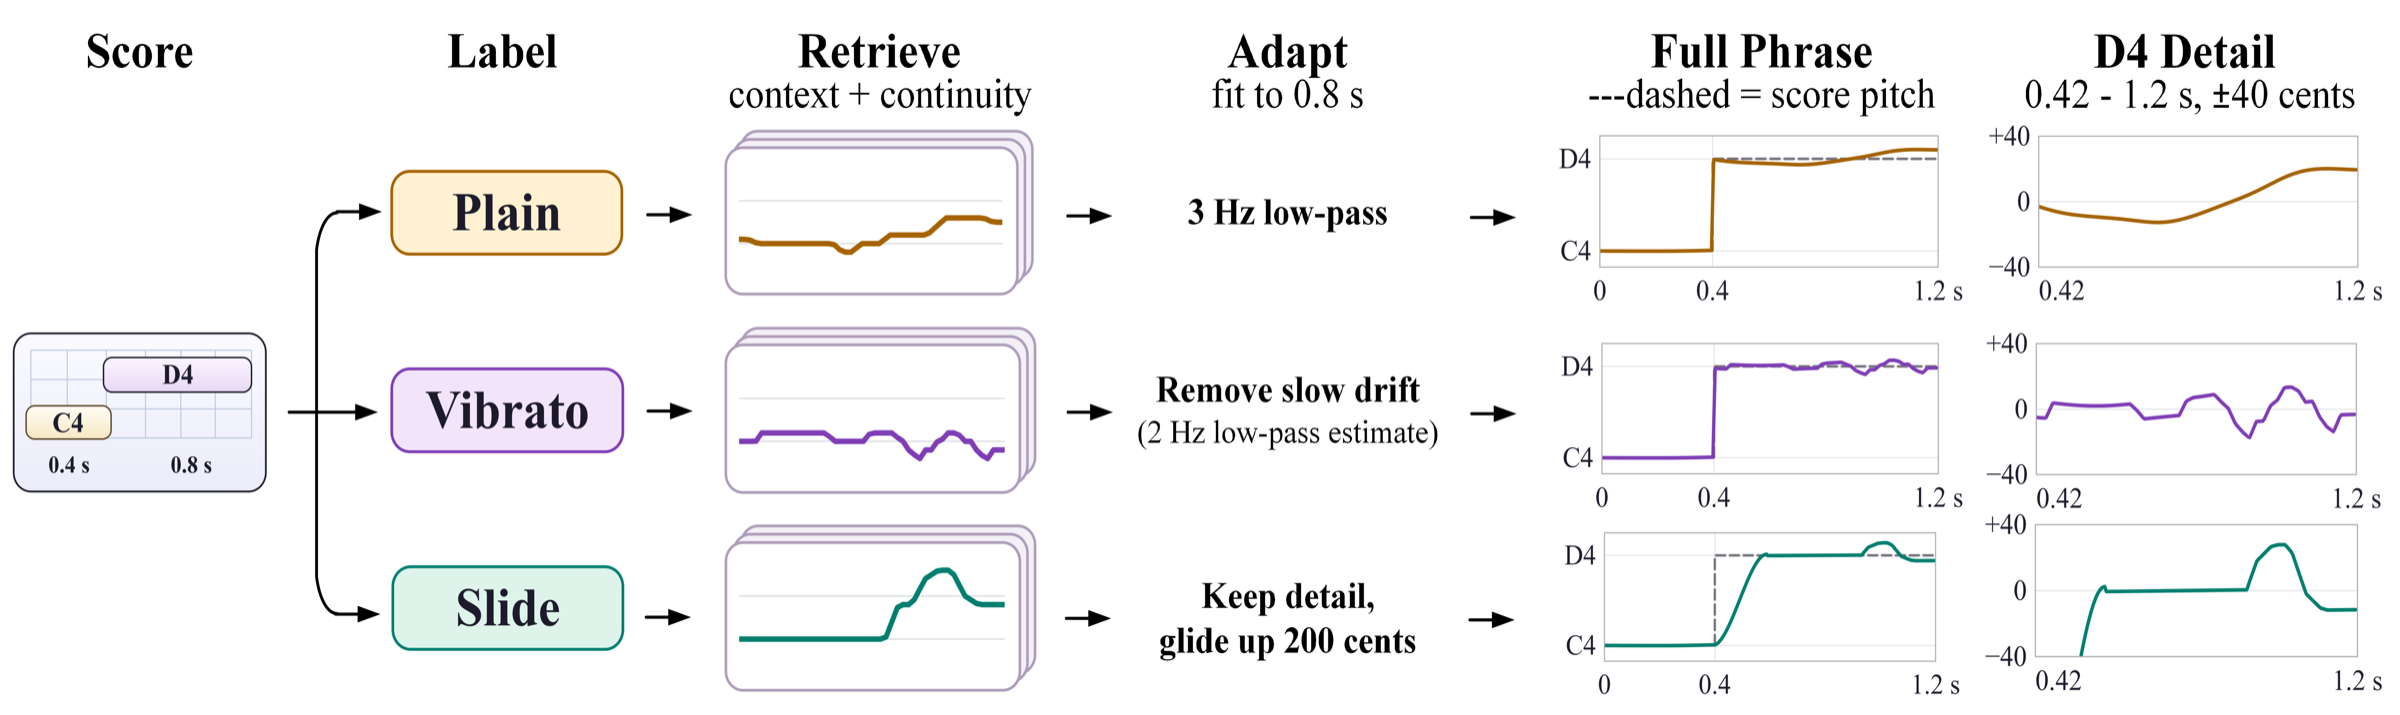 Score
Label
Retrieve
context + continuity
Adapt
fit to 0.8 s
Full Phrase
---dashed = score pitch
D4 Detail
0.42 - 1.2 s, ±40 cents
D4
C4
0.4 s
0.8 s
Plain
3 Hz low-pass
D4
C4
0
0.4
1.2 s
+40
0
−40
0.42
1.2 s
Vibrato
Remove slow drift
(2 Hz low-pass estimate)
D4
C4
0
0.4
1.2 s
+40
0
−40
0.42
1.2 s
Slide
Keep detail,
glide up 200 cents
D4
C4
0
0.4
1.2 s
+40
0
−40
0.42
1.2 s